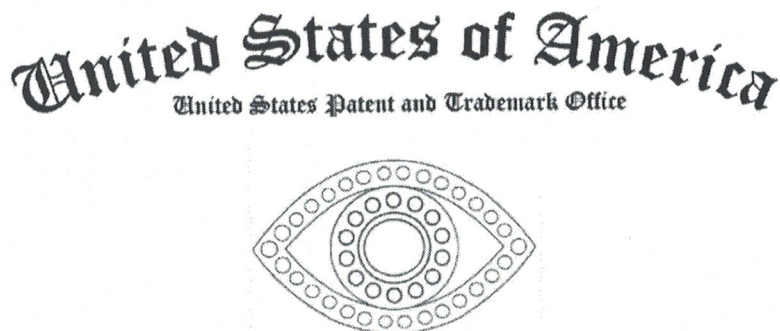 United States of America
United States Patent and Trademark Office